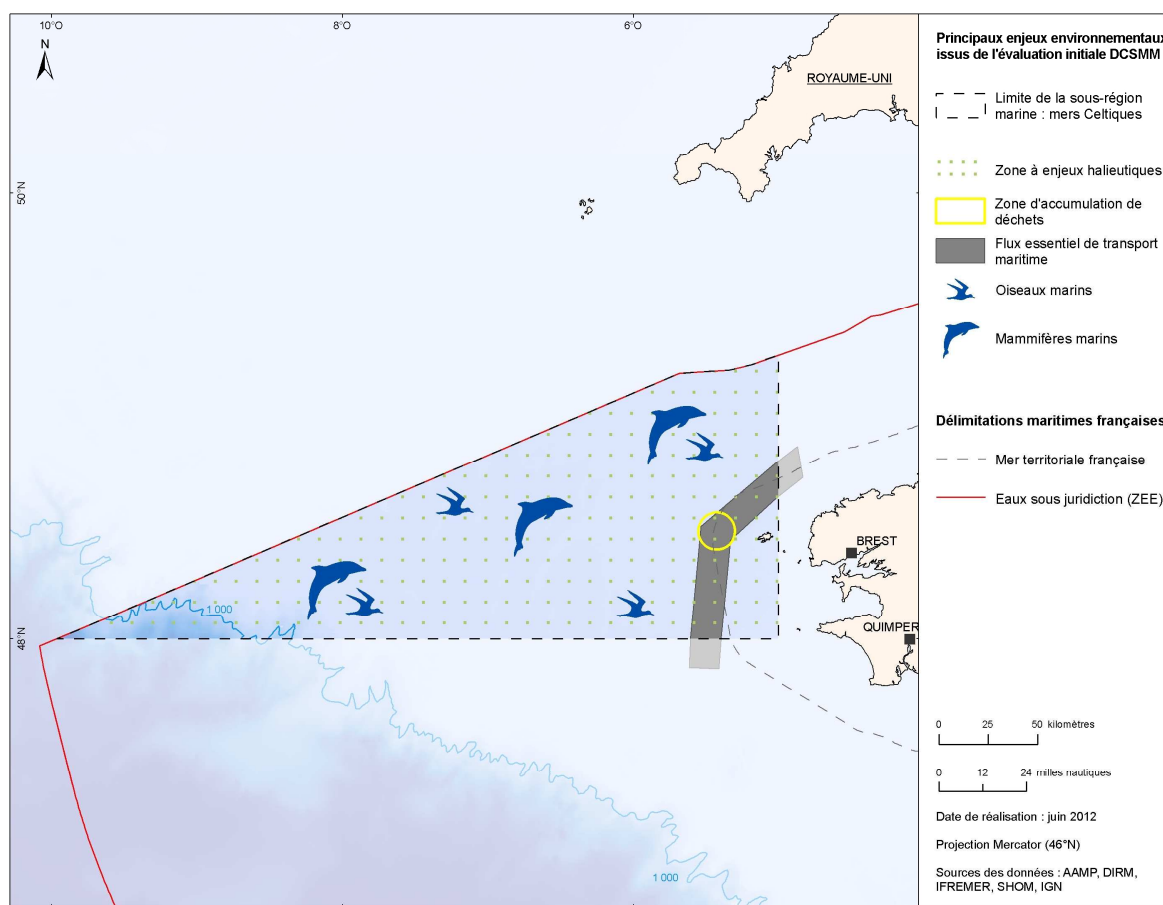 10°O
8°O
6°O
N
50°N
48°N
ROYAUME-UNI
BREST
QUIMPER
1 000
1 000
Principaux enjeux environnementaux
issus de l'évaluation initiale DCSMM
Limite de la sous-région
marine : mers Celtiques
Zone à enjeux halieutiques
Zone d'accumulation de
déchets
Flux essentiel de transport
maritime
Oiseaux marins
Mammifères marins
Délimitations maritimes françaises
Mer territoriale française
Eaux sous juridiction (ZEE)
0 25 50 kilomètres
0 12 24 milles nautiques
Date de réalisation : juin 2012
Projection Mercator (46°N)
Sources des données : AAMP, DIRM,
IFREMER, SHOM, IGN